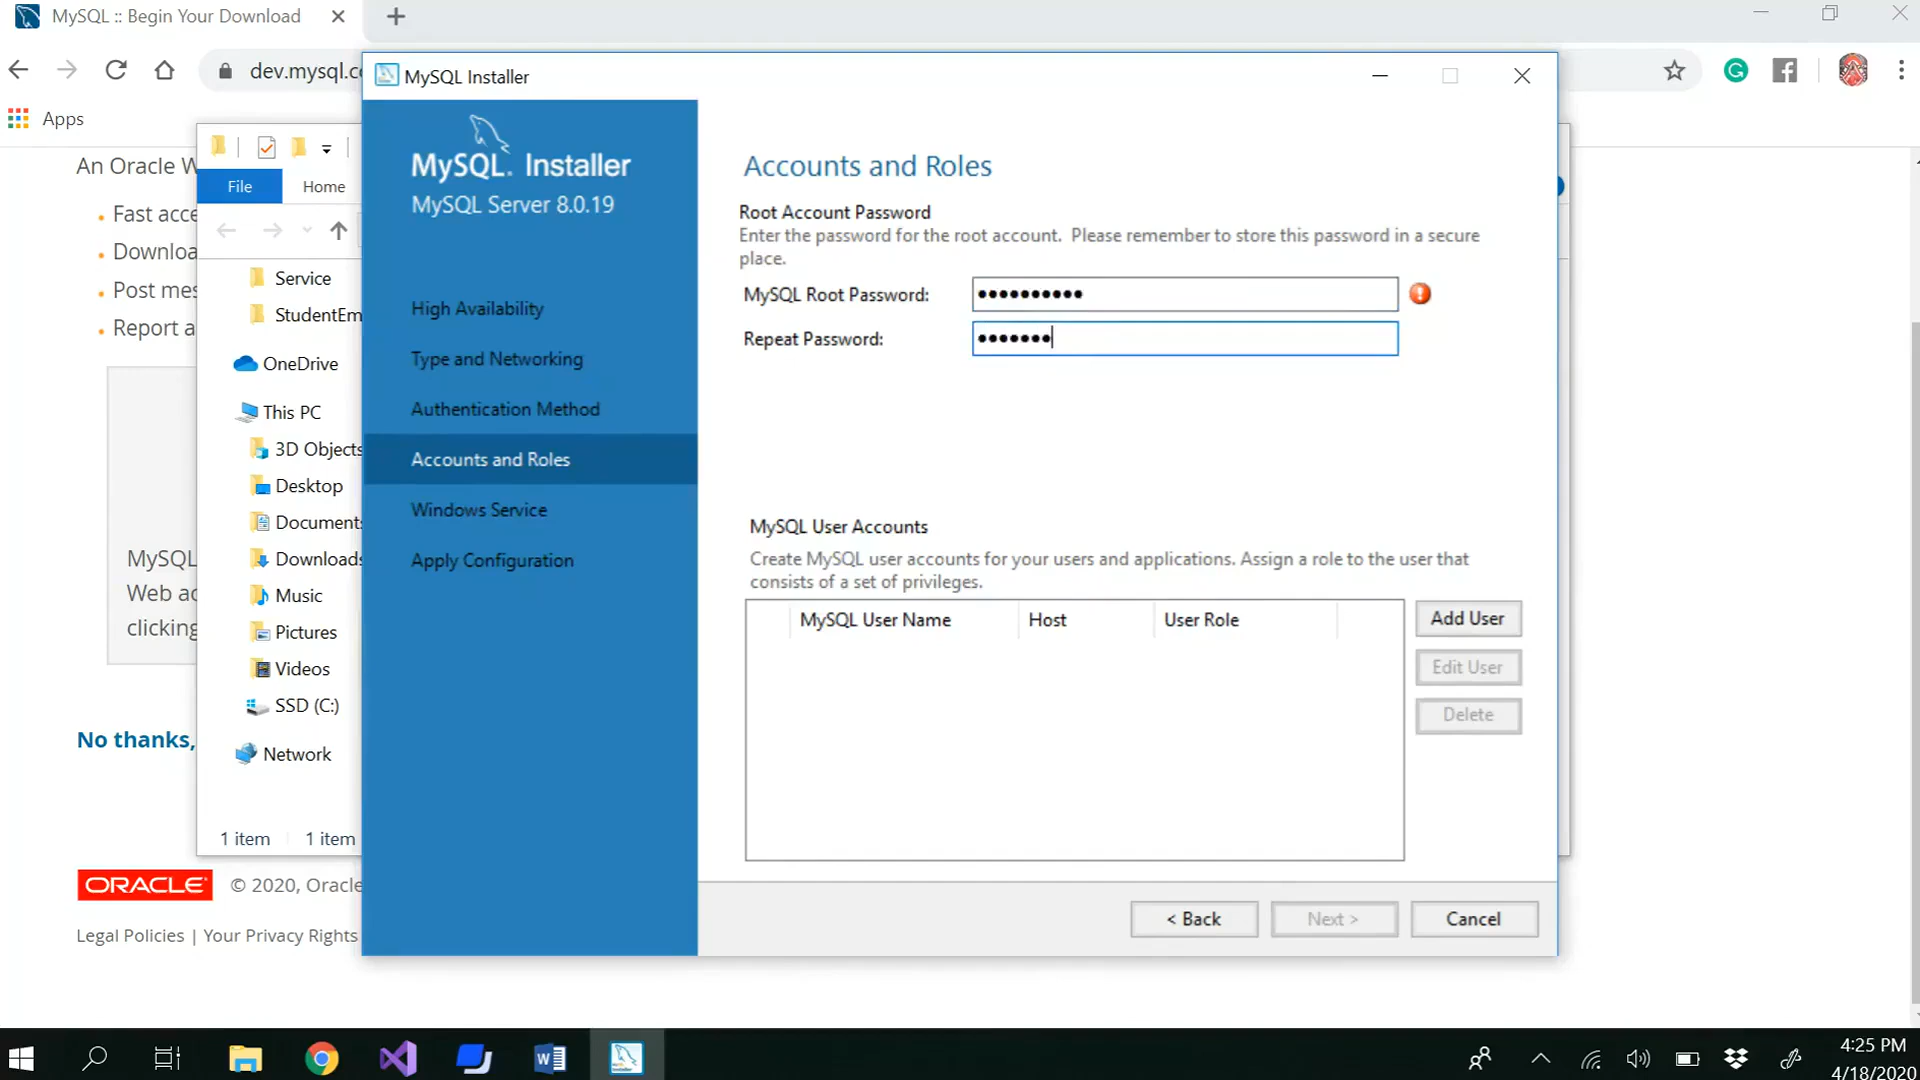 MySQL :: Begin Your Download
dev.mysql.c
Apps
An Oracle W
Fast acce
Downloa
Post mes
Report a
MySQL
Web ac
clicking
No thanks,
ORACLE
© 2020, Oracle
Legal Policies | Your Privacy Rights
File
Home
Service
StudentEm
OneDrive
This PC
3D Objects
Desktop
Documents
Downloads
Music
Pictures
Videos
SSD (C:)
Network
1 item
1 item
MySQL Installer
MySQL. Installer
MySQL Server 8.0.19
High Availability
Type and Networking
Authentication Method
Accounts and Roles
Windows Service
Apply Configuration
Accounts and Roles
Root Account Password
Enter the password for the root account. Please remember to store this password in a secure
place.
MySQL Root Password:
Repeat Password:
MySQL User Accounts
Create MySQL user accounts for your users and applications. Assign a role to the user that
consists of a set of privileges.
MySQL User Name
Host
User Role
Add User
Edit User
Delete
< Back
Next >
Cancel
4:25 PM
4/18/2020